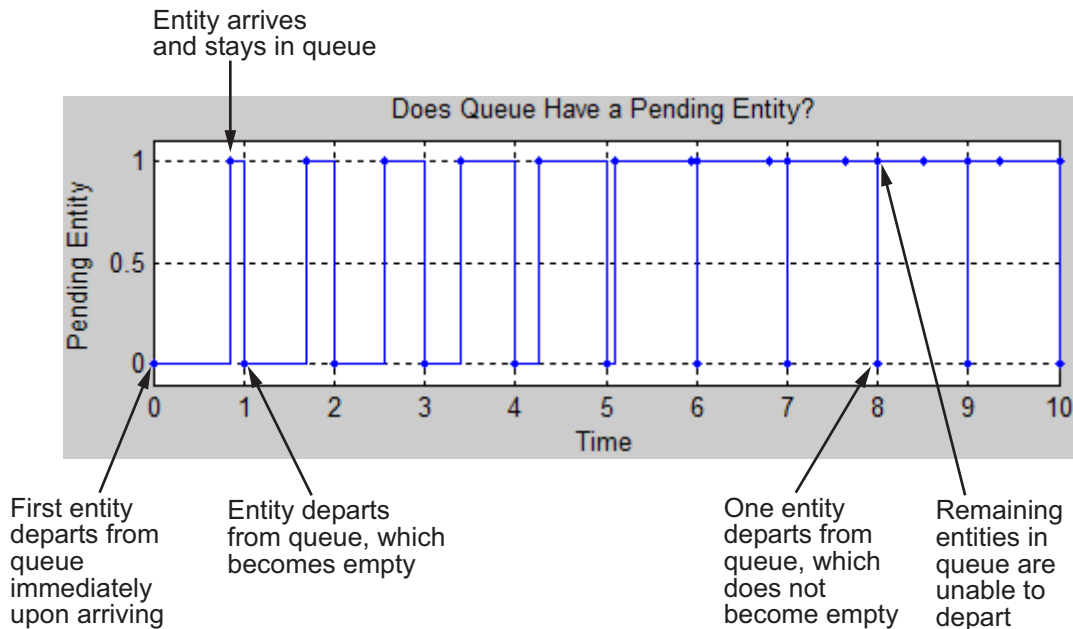 Entity arrives
and stays in queue
Does Queue Have a Pending Entity?
Pending Entity
1
0.5
0
0 1 2 3 4 5 6 7 8 9 10
Time
First entity
departs from
queue
immediately
upon arriving
Entity departs
from queue, which
becomes empty
One entity
departs from
queue, which
does not
become empty
Remaining
entities in
queue are
unable to
depart